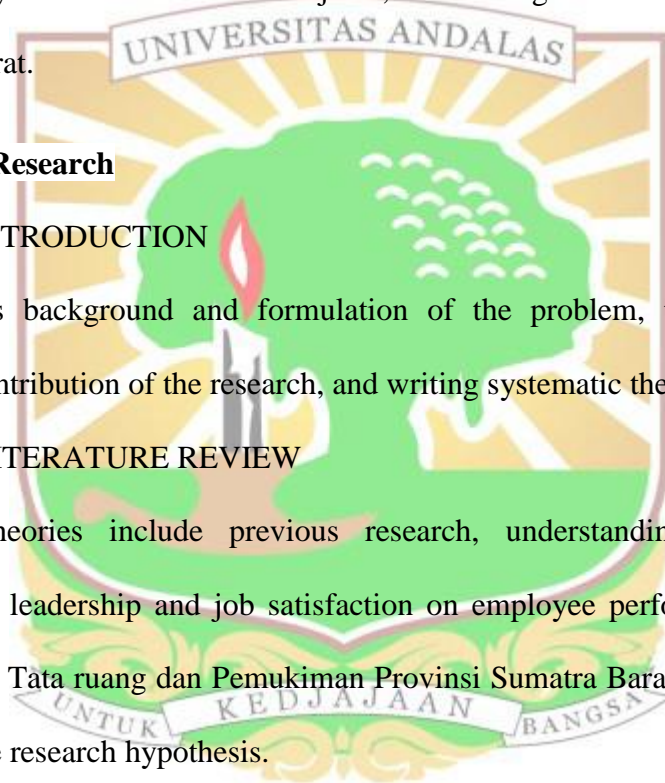 UNIVERSITAS ANDALAS
rat.
Research
NTRODUCTION
s background and formulation of the problem,
ntribution of the research, and writing systematic the
ITERATURE REVIEW
heories include previous research, understandin
leadership and job satisfaction on employee perfo
Tata ruang dan Pemukiman Provinsi Sumatra Bara
UNTUK KEDJAJAAN BANGSA
e research hypothesis.